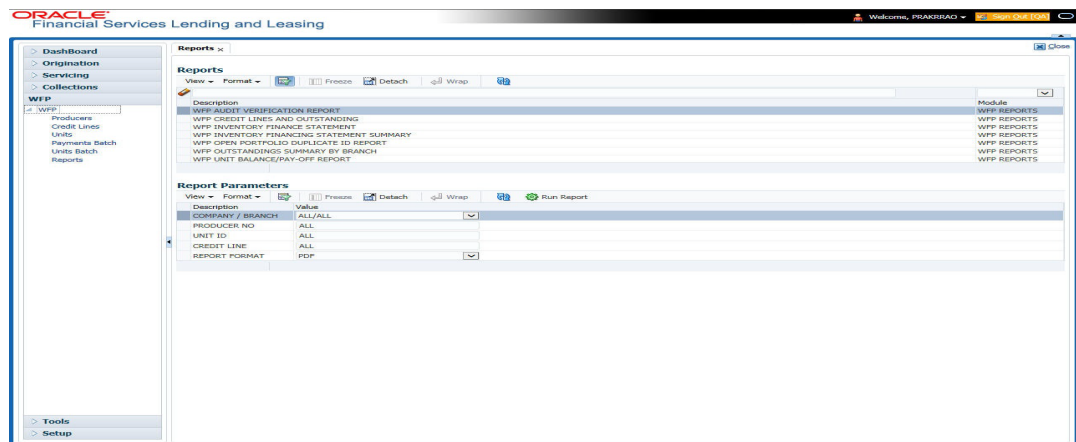 ORACLE
Financial Services Lending and Leasing
Welcome, PRAKRRAO
Sign Out [QA]
DashBoard
Origination
Servicing
Collections
WFP
WFP
Producers
Credit Lines
Units
Payments Batch
Units Batch
Reports
Tools
Setup
Reports
Close
Reports
View Format Freeze Detach Wrap
Description Module
WFP AUDIT VERIFICATION REPORT WFP REPORTS
WFP CREDIT LINES AND OUTSTANDING WFP REPORTS
WFP INVENTORY FINANCE STATEMENT WFP REPORTS
WFP INVENTORY FINANCING STATEMENT SUMMARY WFP REPORTS
WFP OPEN PORTFOLIO DUPLICATE ID REPORT WFP REPORTS
WFP OUTSTANDINGS SUMMARY BY BRANCH WFP REPORTS
WFP UNIT BALANCE/PAY-OFF REPORT WFP REPORTS
Report Parameters
View Format Freeze Detach Wrap Run Report
Description Value
COMPANY / BRANCH ALL/ALL
PRODUCER NO ALL
UNIT ID ALL
CREDIT LINE ALL
REPORT FORMAT PDF